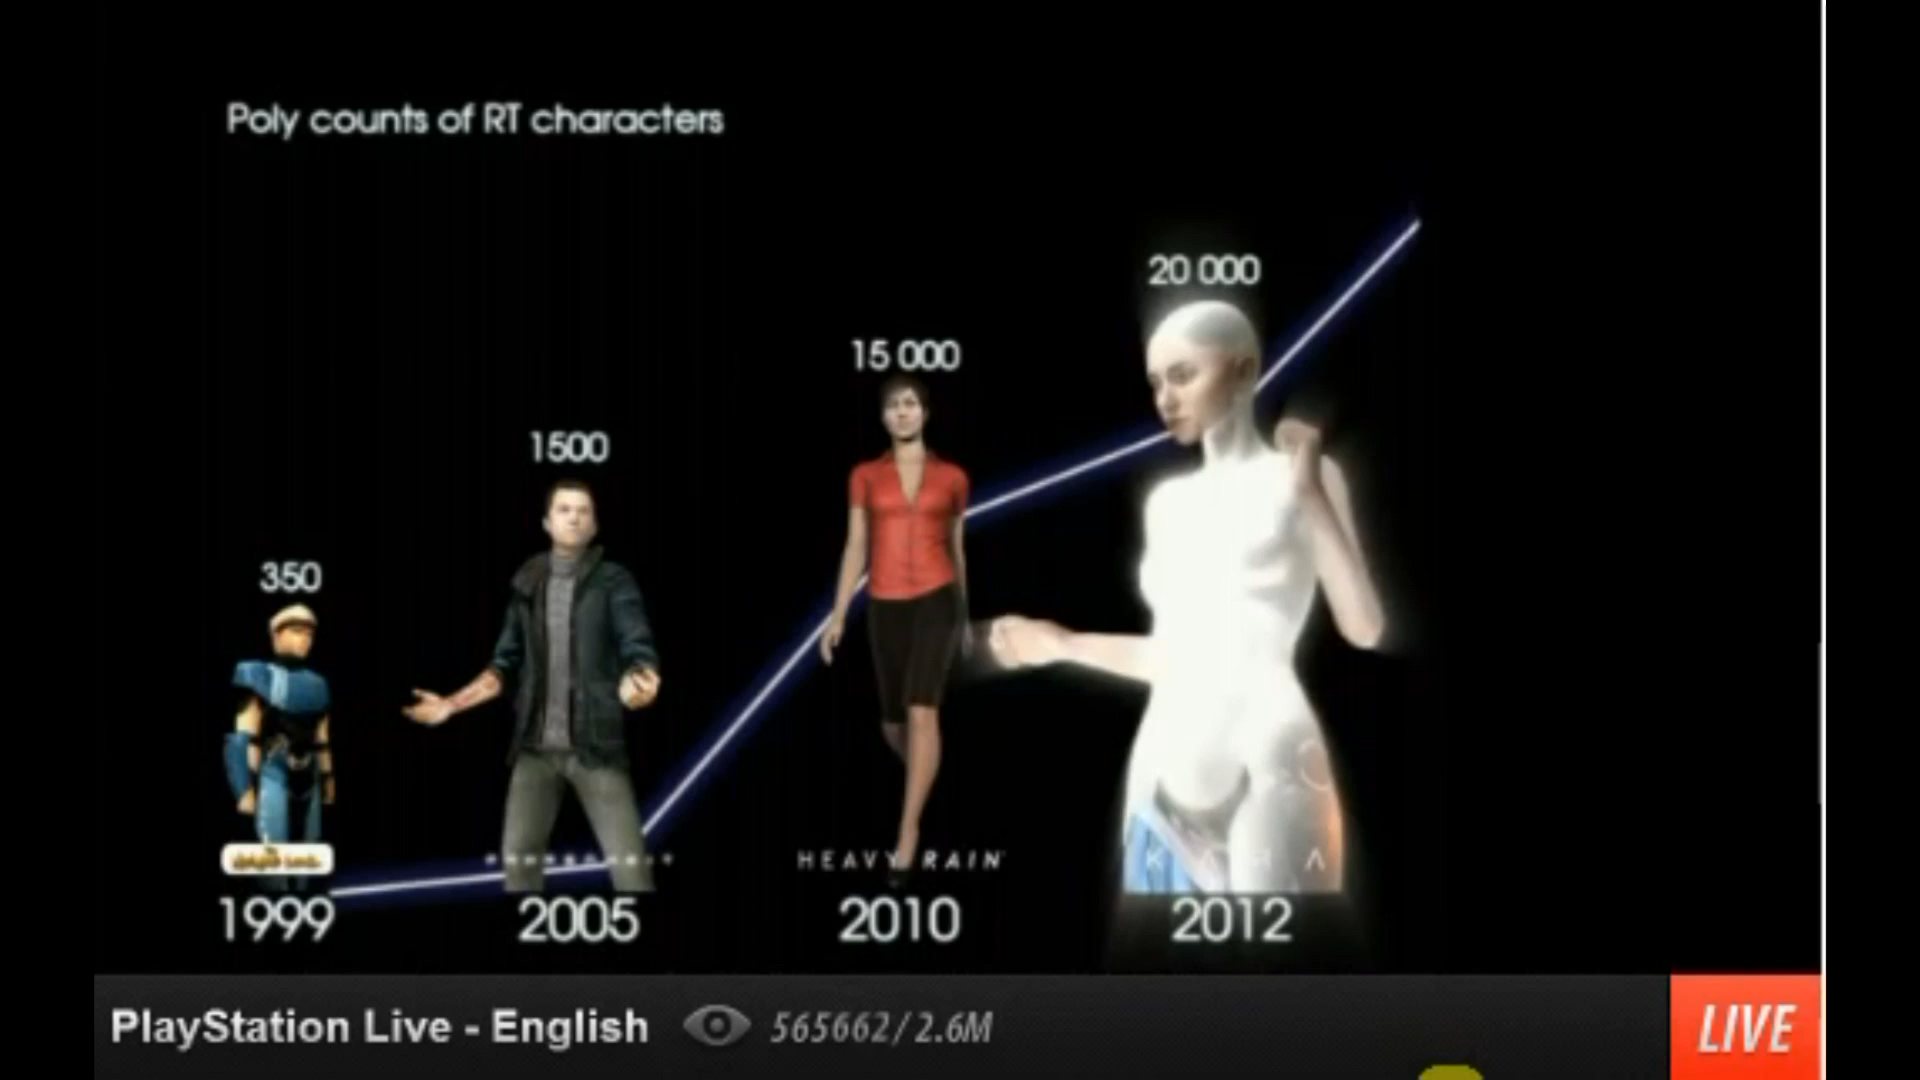 Poly counts of RT characters
20 000
15 000
1500
350
HEAVY RAIN
K A R A
1999
2005
2010
2012
PlayStation Live - English
565662/2.6M
LIVE